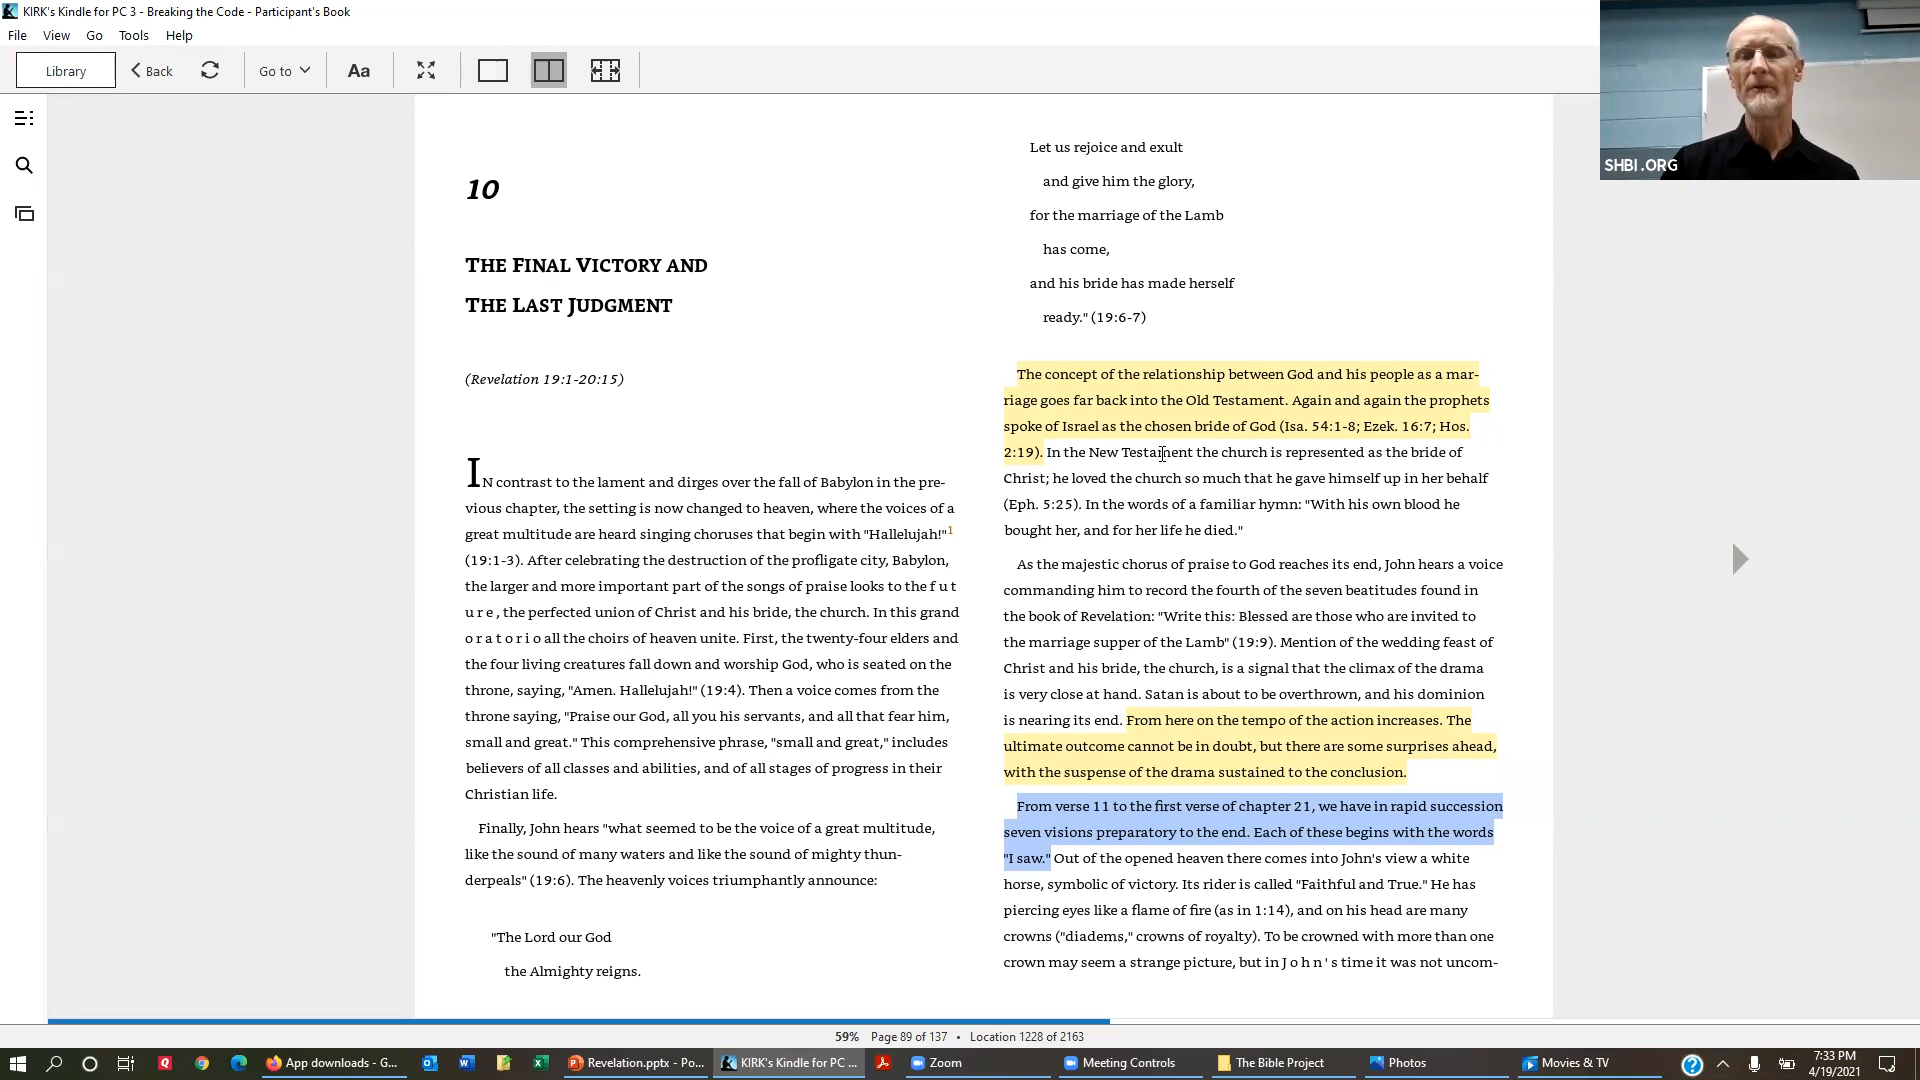 KIRK's Kindle for PC 3 - Breaking the Code - Participant's Book
File View Go Tools Help
Library Back Go to Aa
SHBI.ORG
10
THE FINAL VICTORY AND
THE LAST JUDGMENT
(Revelation 19:1-20:15)
IN contrast to the lament and dirges over the fall of Babylon in the pre-
vious chapter, the setting is now changed to heaven, where the voices of a
great multitude are heard singing choruses that begin with "Hallelujah!"1
(19:1-3). After celebrating the destruction of the profligate city, Babylon,
the larger and more important part of the songs of praise looks to the f u t
u r e , the perfected union of Christ and his bride, the church. In this grand
o r a t o r i o all the choirs of heaven unite. First, the twenty-four elders and
the four living creatures fall down and worship God, who is seated on the
throne, saying, "Amen. Hallelujah!" (19:4). Then a voice comes from the
throne saying, "Praise our God, all you his servants, and all that fear him,
small and great." This comprehensive phrase, "small and great," includes
believers of all classes and abilities, and of all stages of progress in their
Christian life.
Finally, John hears "what seemed to be the voice of a great multitude,
like the sound of many waters and like the sound of mighty thun-
derpeals" (19:6). The heavenly voices triumphantly announce:
"The Lord our God
the Almighty reigns.
Let us rejoice and exult
and give him the glory,
for the marriage of the Lamb
has come,
and his bride has made herself
ready." (19:6-7)
The concept of the relationship between God and his people as a mar-
riage goes far back into the Old Testament. Again and again the prophets
spoke of Israel as the chosen bride of God (Isa. 54:1-8; Ezek. 16:7; Hos.
2:19). In the New Testament the church is represented as the bride of
Christ; he loved the church so much that he gave himself up in her behalf
(Eph. 5:25). In the words of a familiar hymn: "With his own blood he
bought her, and for her life he died."
As the majestic chorus of praise to God reaches its end, John hears a voice
commanding him to record the fourth of the seven beatitudes found in
the book of Revelation: "Write this: Blessed are those who are invited to
the marriage supper of the Lamb" (19:9). Mention of the wedding feast of
Christ and his bride, the church, is a signal that the climax of the drama
is very close at hand. Satan is about to be overthrown, and his dominion
is nearing its end. From here on the tempo of the action increases. The
ultimate outcome cannot be in doubt, but there are some surprises ahead,
with the suspense of the drama sustained to the conclusion.
From verse 11 to the first verse of chapter 21, we have in rapid succession
seven visions preparatory to the end. Each of these begins with the words
"I saw." Out of the opened heaven there comes into John's view a white
horse, symbolic of victory. Its rider is called "Faithful and True." He has
piercing eyes like a flame of fire (as in 1:14), and on his head are many
crowns ("diadems," crowns of royalty). To be crowned with more than one
crown may seem a strange picture, but in J o h n ' s time it was not uncom-
59% Page 89 of 137 • Location 1228 of 2163
App downloads - G... Revelation.pptx - Po... KIRK's Kindle for PC ... Zoom Meeting Controls The Bible Project Photos Movies & TV 7:33 PM
4/19/2021